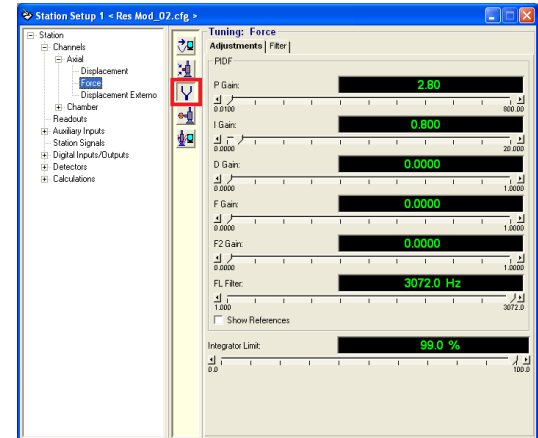 Station Setup 1 < Res Mod_02.cfg >
Station
Channels
Axial
Displacement
Force
Displacement Externo
Chamber
Readouts
Auxiliary Inputs
Station Signals
Digital Inputs/Outputs
Detectors
Calculations
Tuning: Force
Adjustments Filter
PIDF
P Gain: 2.80
0.0100 800.00
I Gain: 0.800
0.0000 20.000
D Gain: 0.0000
0.0000 1.0000
F Gain: 0.0000
0.0000 1.0000
F2 Gain: 0.0000
0.0000 1.0000
FL Filter: 3072.0 Hz
1.000 3072.0
Show References
Integrator Limit: 99.0 %
0.0 100.0